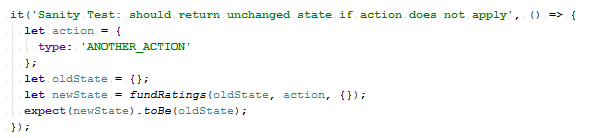 it('Sanity Test: should return unchanged state if action does not apply', () => {
let action = {
type: 'ANOTHER_ACTION'
};
let oldState = {};
let newState = fundRatings(oldState, action, {});
expect(newState).toBe(oldState);
});